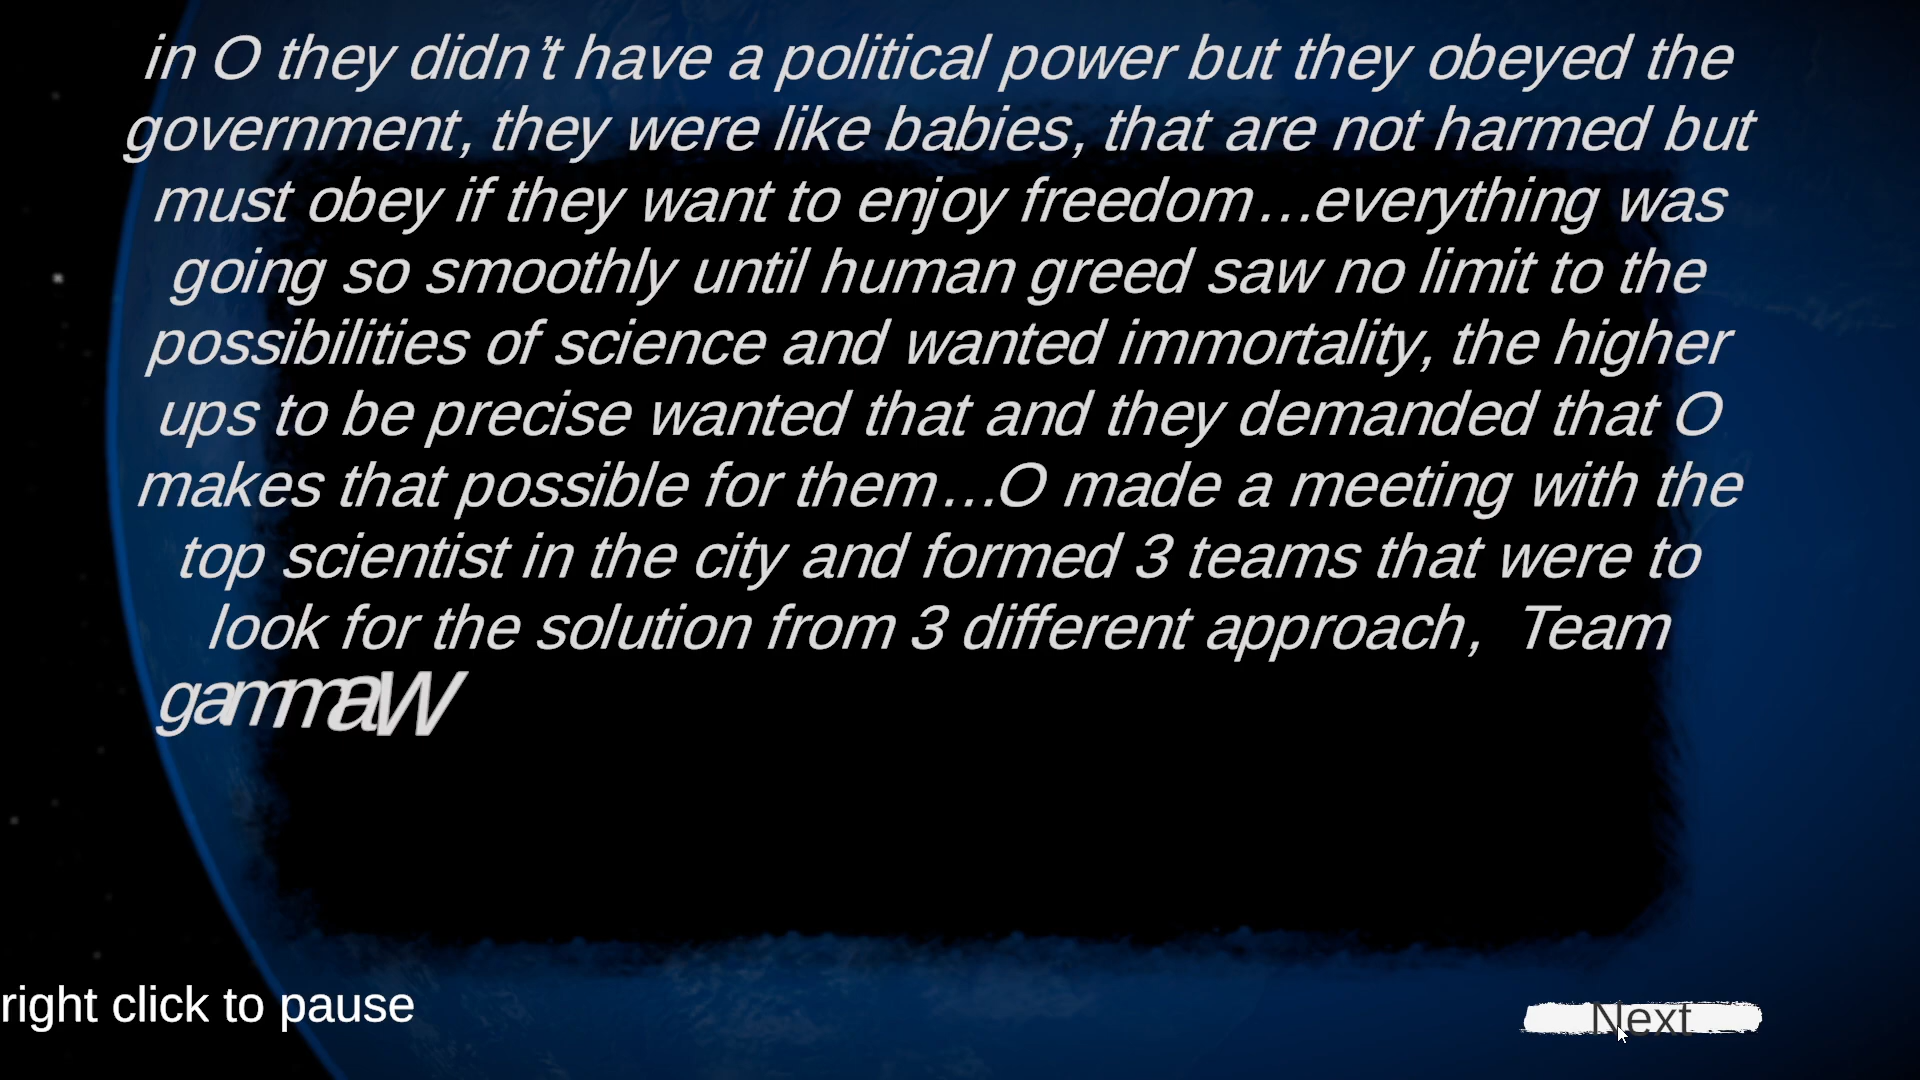 in O they didn’t have a political power but they obeyed the
government, they were like babies, that are not harmed but
must obey if they want to enjoy freedom…everything was
going so smoothly until human greed saw no limit to the
possibilities of science and wanted immortality, the higher
ups to be precise wanted that and they demanded that O
makes that possible for them…O made a meeting with the
top scientist in the city and formed 3 teams that were to
look for the solution from 3 different approach,  Team
gammaW
right click to pause
Next